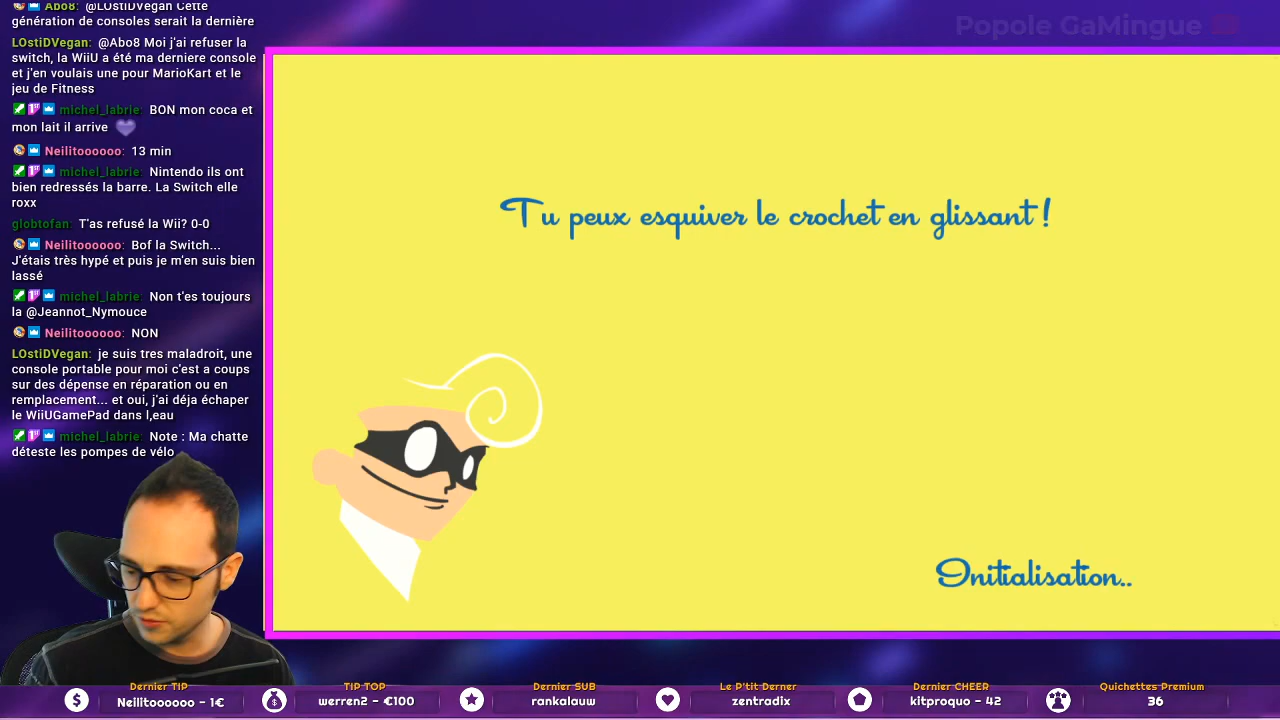 Abo8: @LOstiDVegan Cette
génération de consoles serait la dernière
LOstiDVegan: @Abo8 Moi j'ai refuser la
switch, la WiiU a été ma derniere console
et j'en voulais une pour MarioKart et le
jeu de Fitness
michel_labrie: BON mon coca et
mon lait il arrive
Neilitoooooo: 13 min
michel_labrie: Nintendo ils ont
bien redressés la barre. La Switch elle
roxx
globtofan: T'as refusé la Wii? 0-0
Neilitoooooo: Bof la Switch...
J'étais très hypé et puis je m'en suis bien
lassé
michel_labrie: Non t'es toujours
la @Jeannot_Nymouce
Neilitoooooo: NON
LOstiDVegan: je suis tres maladroit, une
console portable pour moi c'est a coups
sur des dépense en réparation ou en
remplacement... et oui, j'ai déja échaper
le WiiUGamePad dans l,eau
michel_labrie: Note : Ma chatte
déteste les pompes de vélo
Popole GaMingue
Tu peux esquiver le crochet en glissant !
Initialisation..
Dernier TIP
Neilitoooooo - 1€
TIP TOP
werren2 - €100
Dernier SUB
rankalauw
Le P'tit Derner
zentradix
Dernier CHEER
kitproquo - 42
Quichettes Premium
36